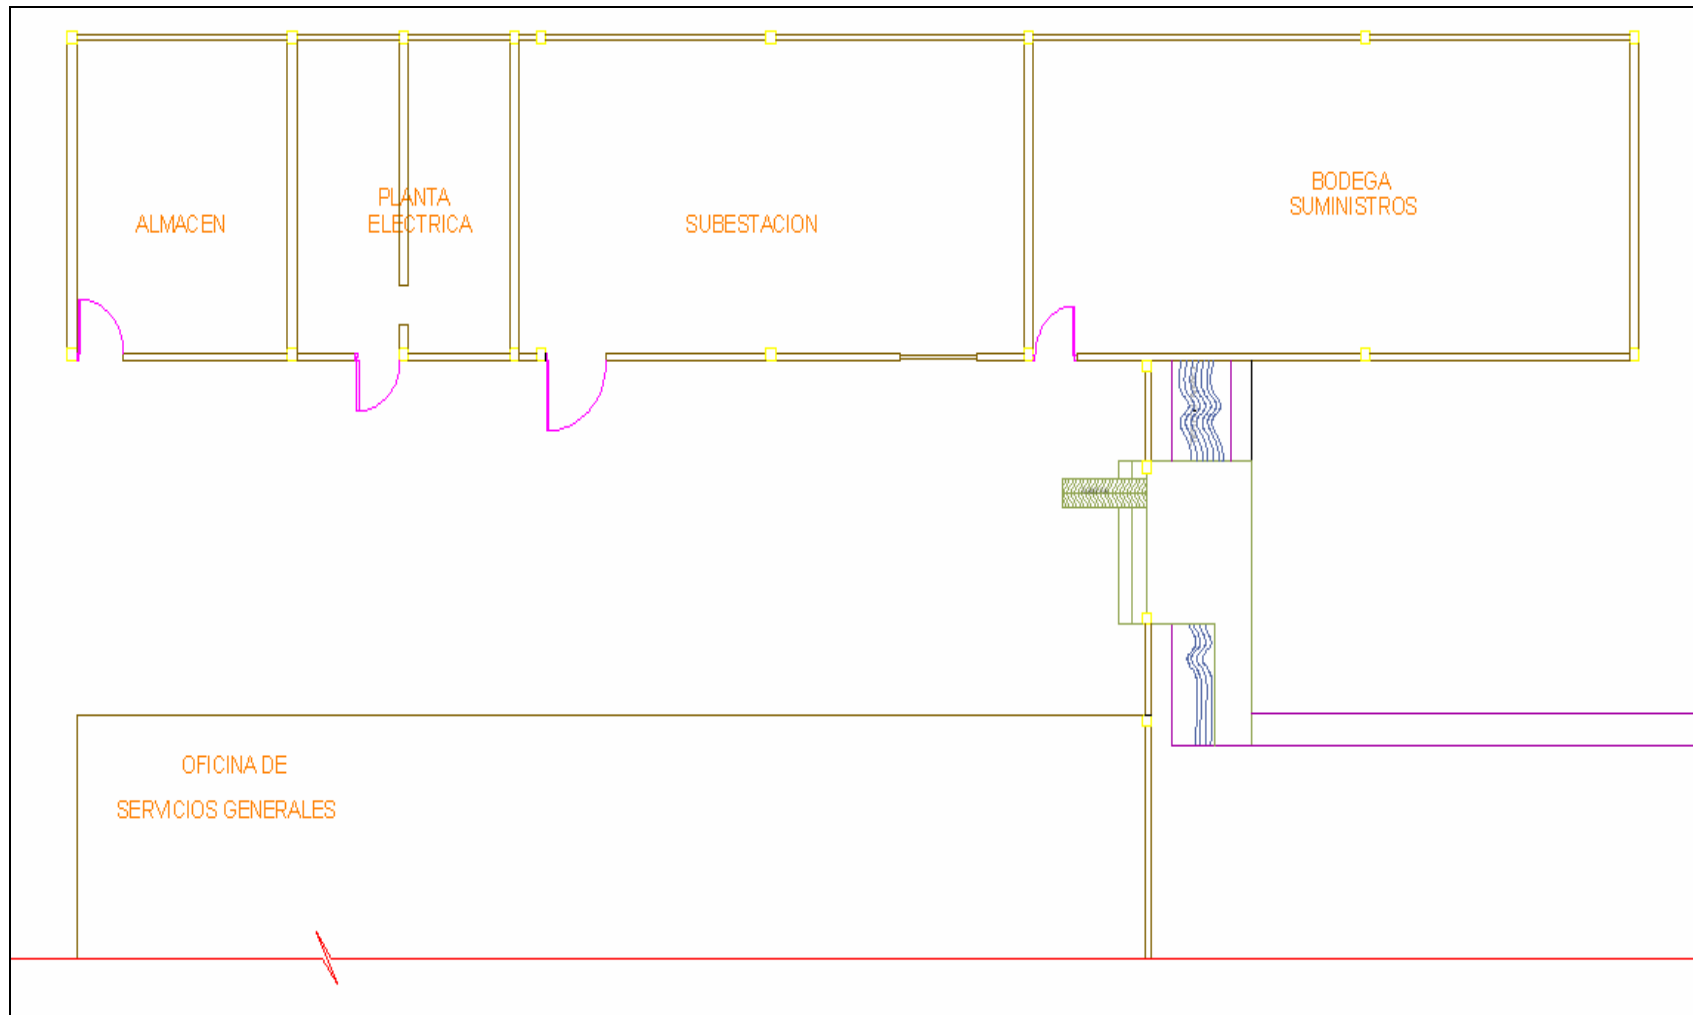 ALMACEN
PLANTA
ELECTRICA
SUBESTACION
BODEGA
SUMINISTROS
OFICINA DE
SERVICIOS GENERALES